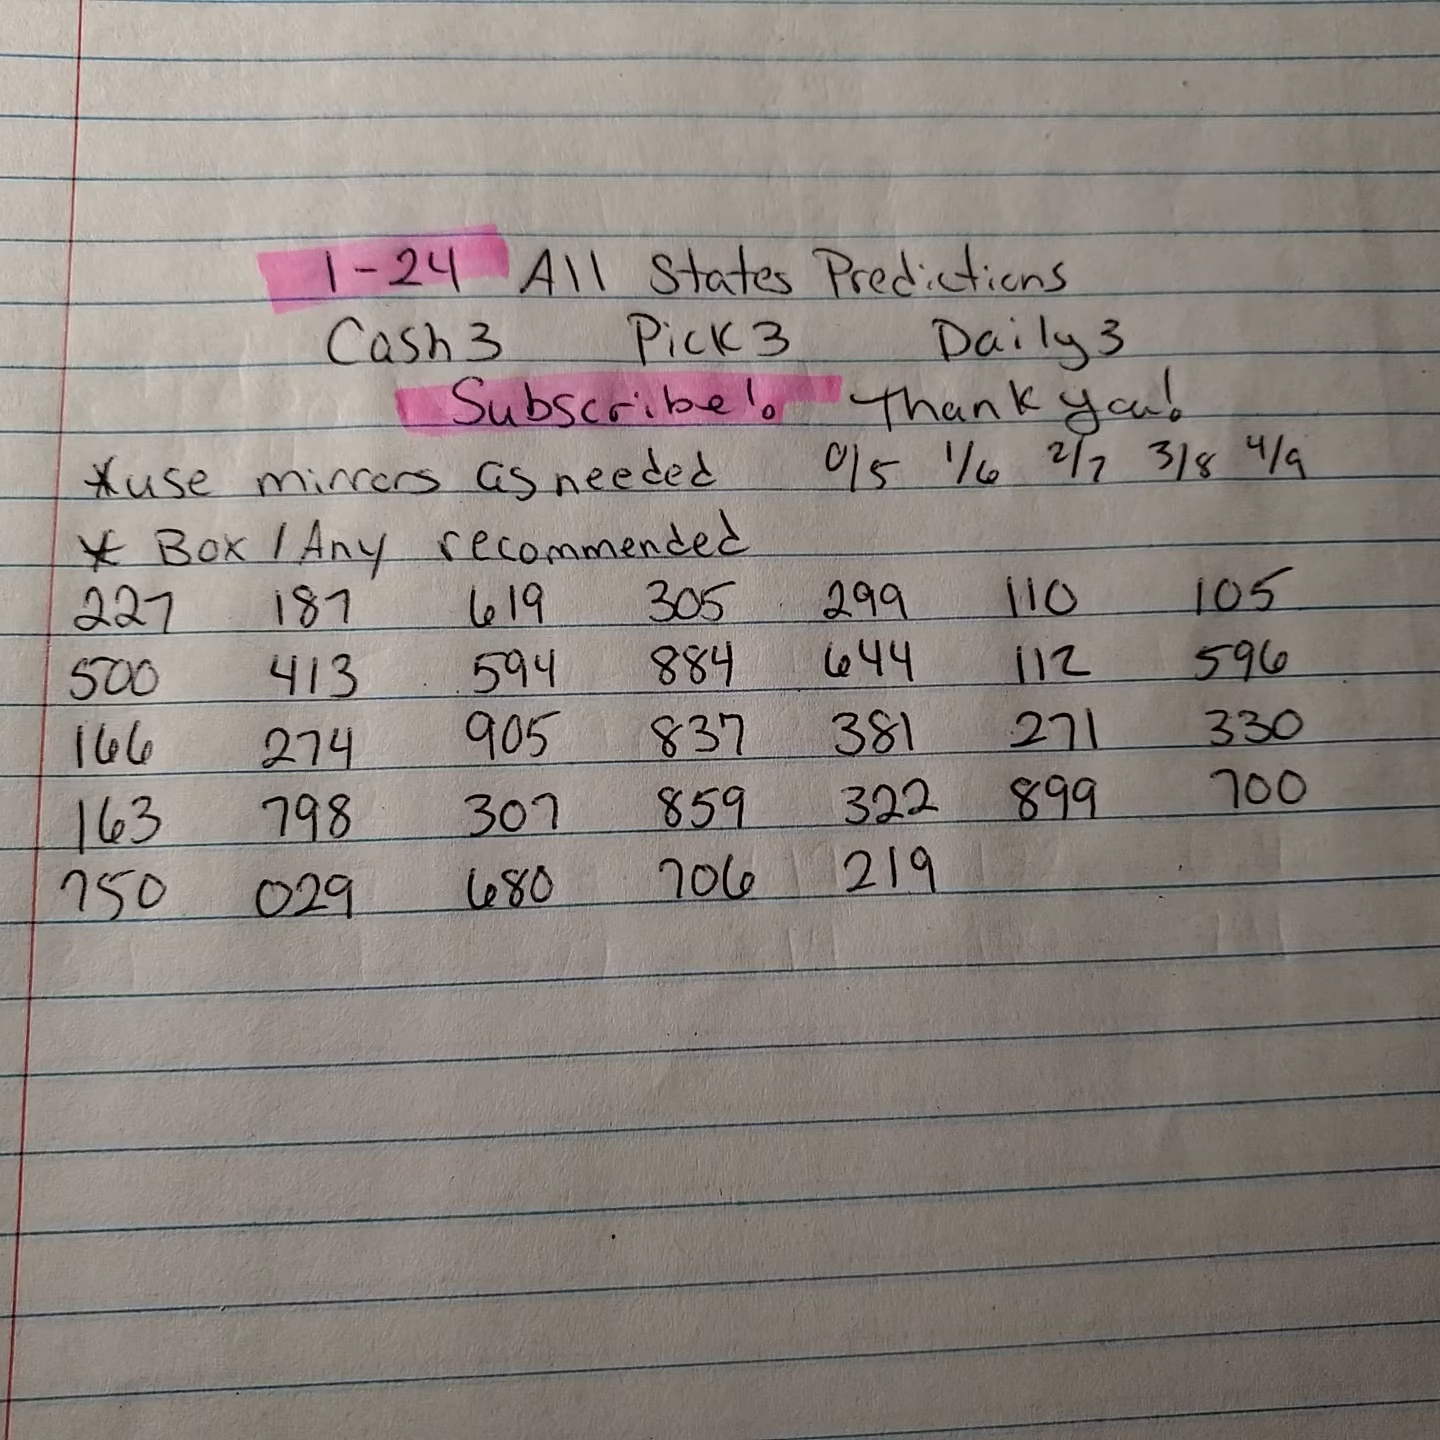 1-24 All States Predictions
Cash3 Pick3 Daily3
Subscribe! Thank you!
*use mirrors as needed 0/5 1/6 2/7 3/8 4/9
* Box/Any recommended
227 187 619 305 299 110 105
500 413 594 884 644 112 596
166 274 905 837 381 271 330
163 798 307 859 322 899 700
750 029 680 706 219